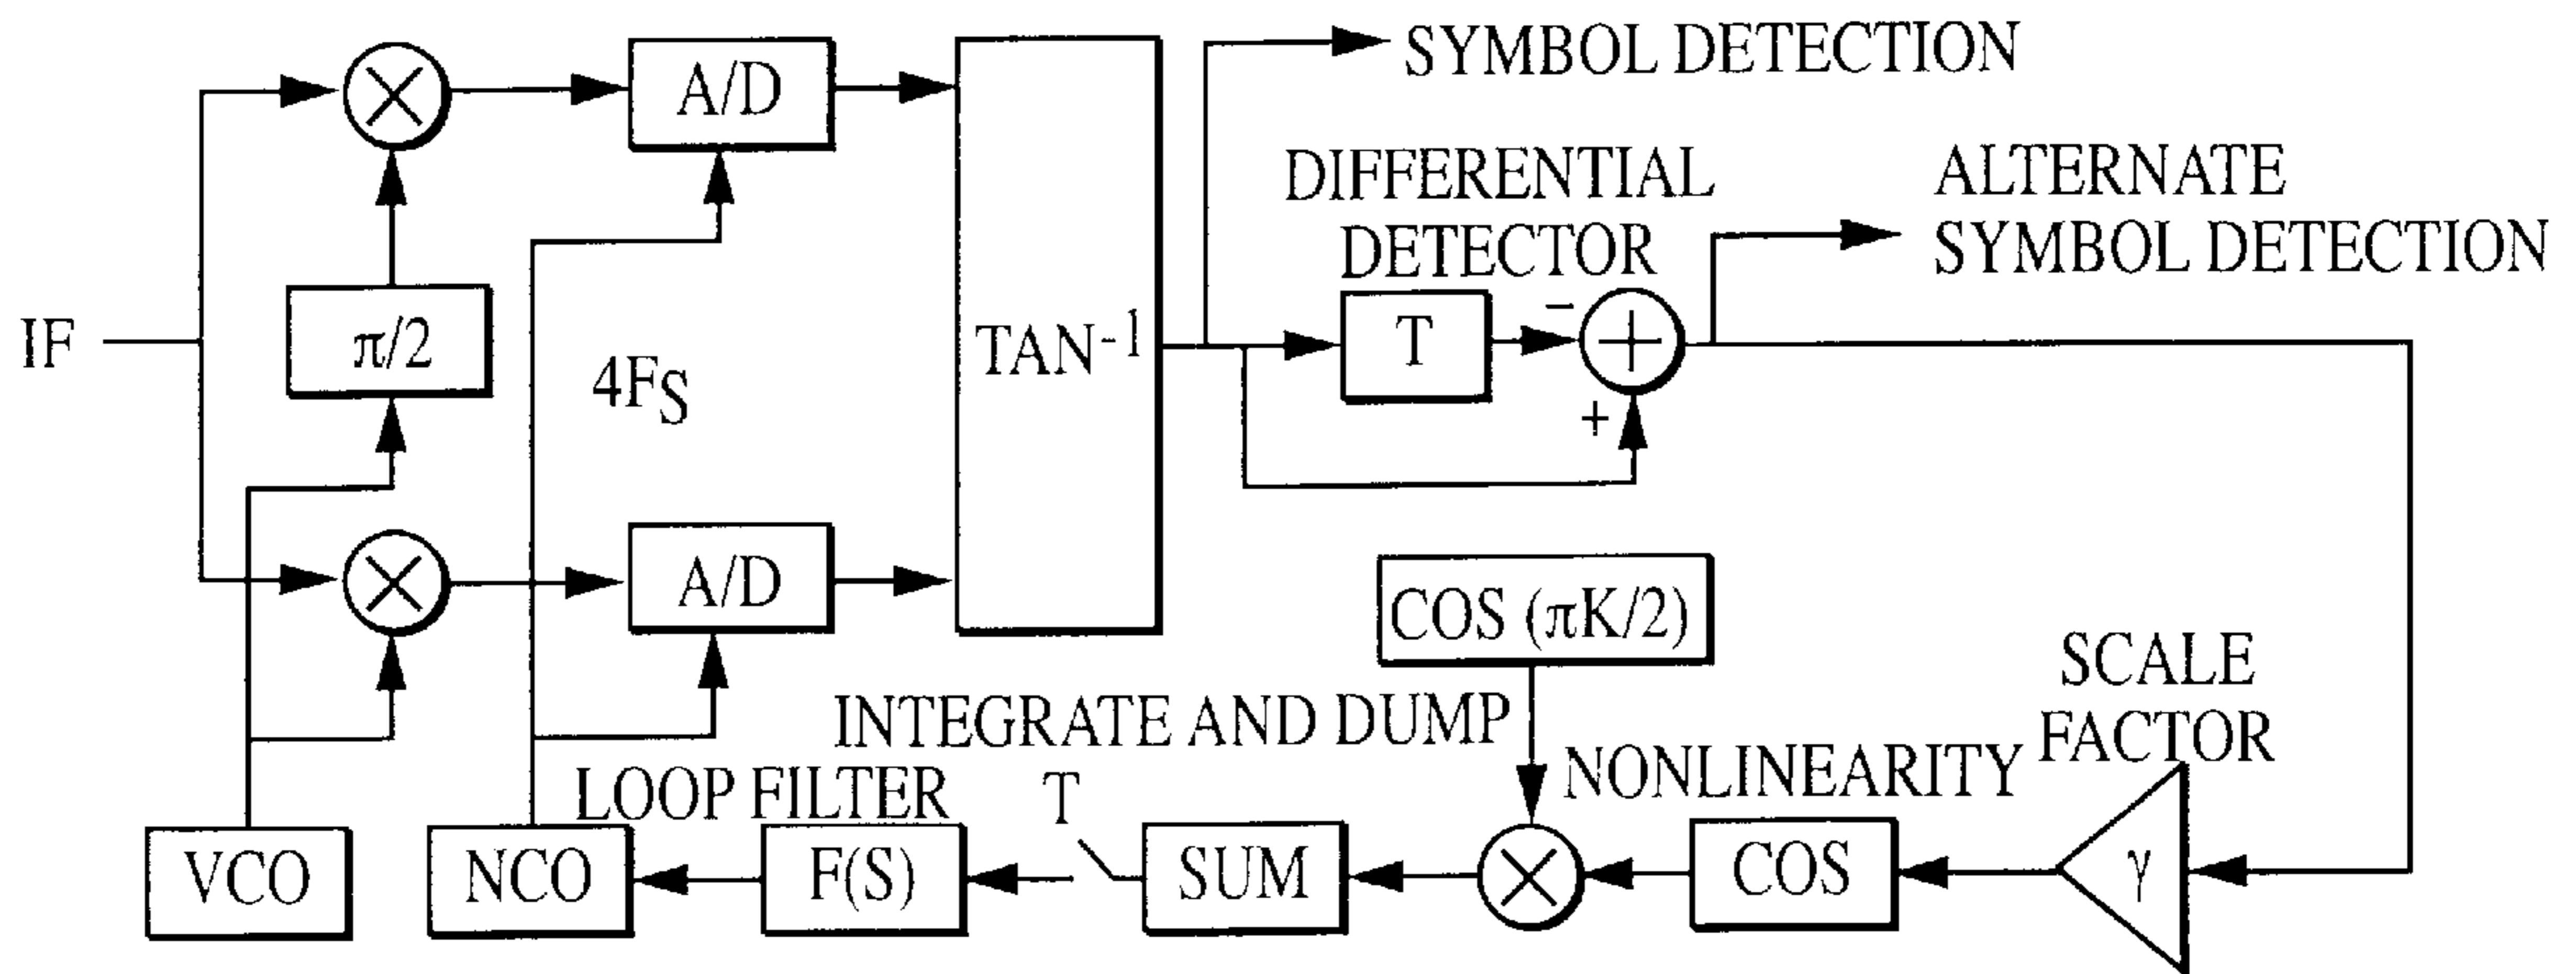 SYMBOL DETECTION
A/D
DIFFERENTIAL
DETECTOR
ALTERNATE
SYMBOL DETECTION
IF
π/2
4FS
TAN-1
T
−
+
A/D
COS (πK/2)
SCALE
FACTOR
INTEGRATE AND DUMP
NONLINEARITY
LOOP FILTER
T
VCO
NCO
F(S)
SUM
COS
γ